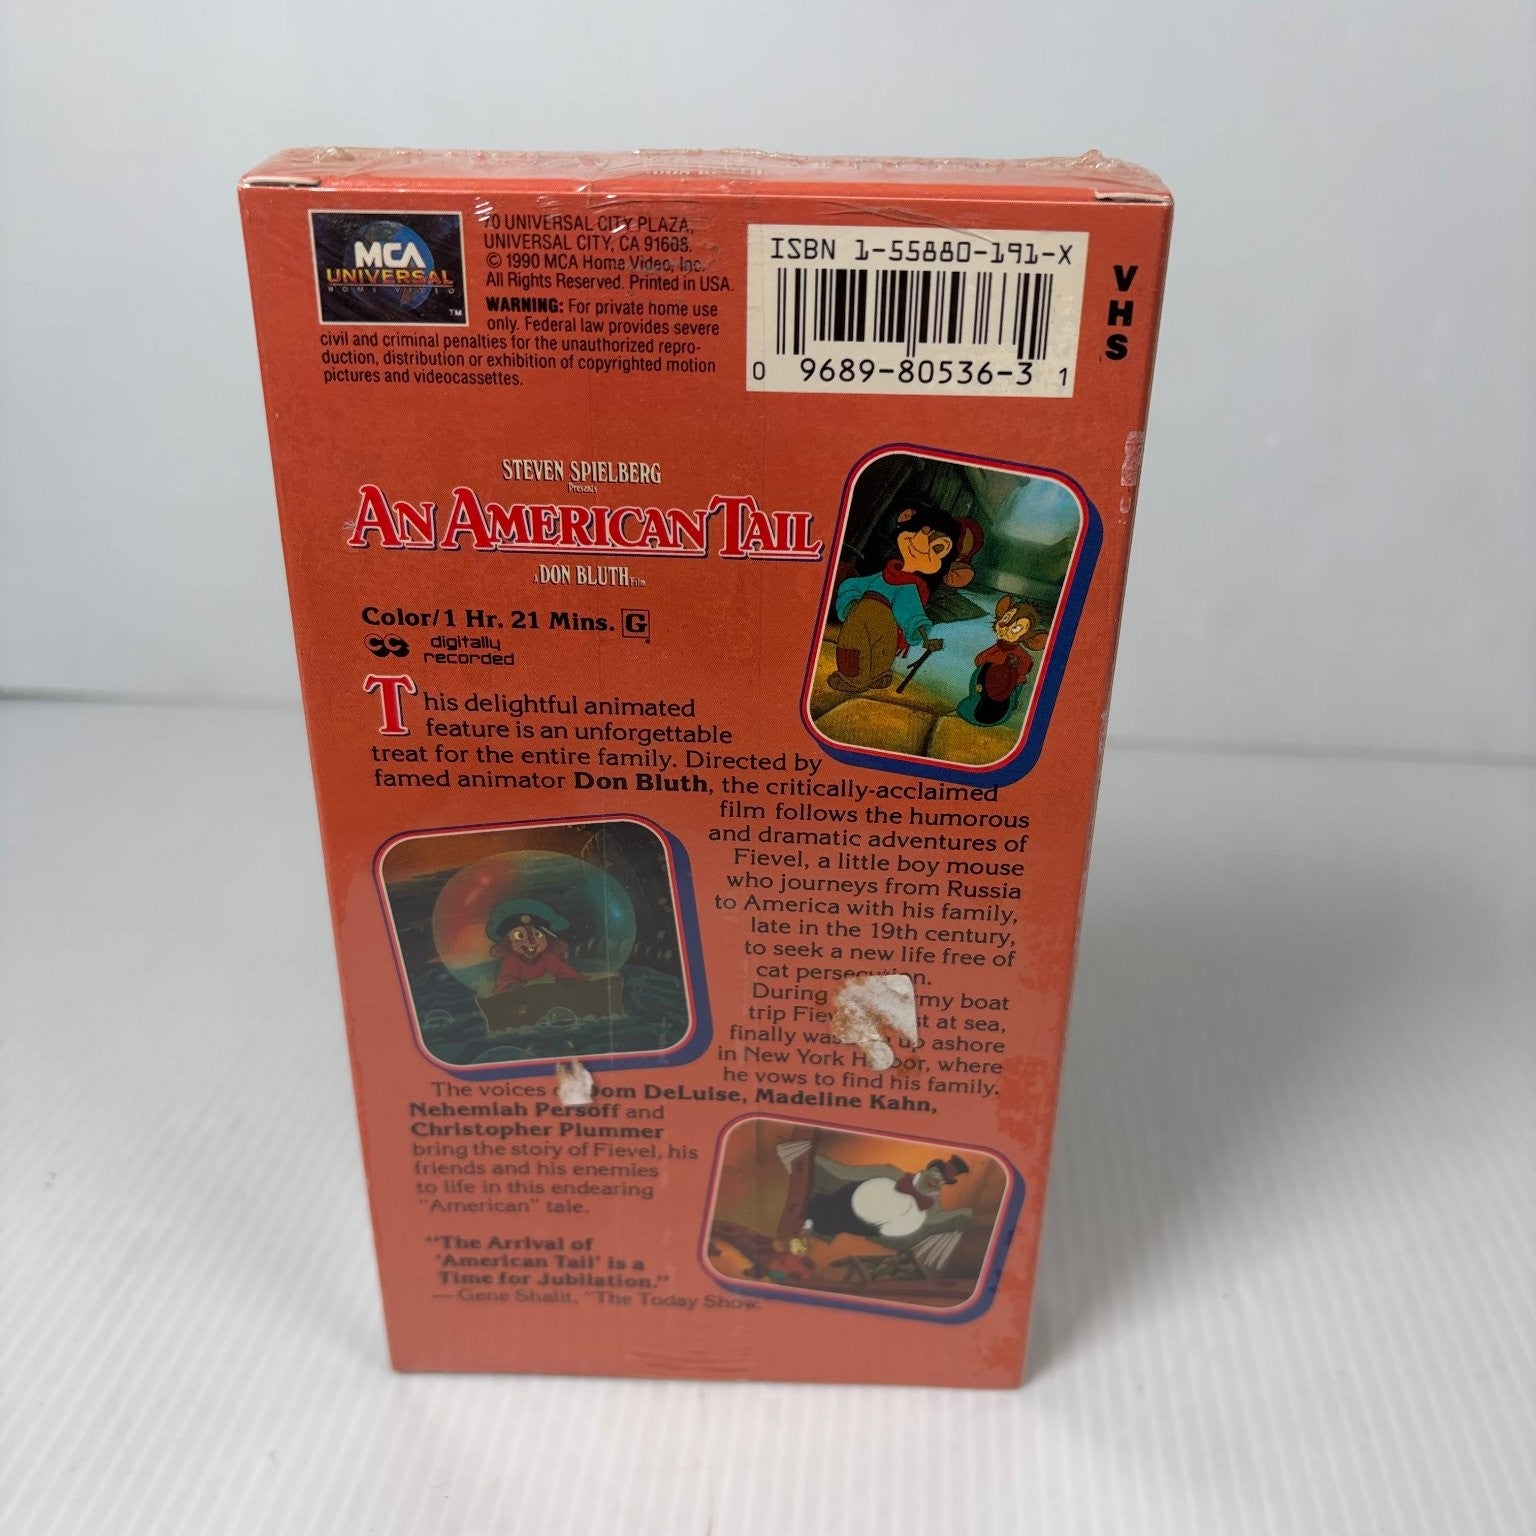 MCA
UNIVERSAL
HOME VIDEO
TM
70 UNIVERSAL CITY PLAZA,
UNIVERSAL CITY, CA 91608.
© 1990 MCA Home Video, Inc.
All Rights Reserved. Printed in USA.
WARNING: For private home use
only. Federal law provides severe
civil and criminal penalties for the unauthorized repro-
duction, distribution or exhibition of copyrighted motion
pictures and videocassettes.
ISBN 1-55880-191-X
0 9689-80536-3 1
VHS
STEVEN SPIELBERG
Presents
AN AMERICAN TAIL
A DON BLUTH Film
Color/1 Hr. 21 Mins. G
CC digitally
recorded
This delightful animated
feature is an unforgettable
treat for the entire family. Directed by
famed animator Don Bluth, the critically-acclaimed
film follows the humorous
and dramatic adventures of
Fievel, a little boy mouse
who journeys from Russia
to America with his family,
late in the 19th century,
to seek a new life free of
cat persecution.
During rmy boat
trip at sea,
finally up ashore
in New York Harbor, where
he vows to find his family.
The voices Dom DeLuise, Madeline Kahn,
Nehemiah Persoff and
Christopher Plummer
bring the story of Fievel, his
friends and his enemies
to life in this endearing
"American" tale.
"The Arrival of
'American Tail' is a
Time for Jubilation."
— Gene Shalit, "The Today Show."